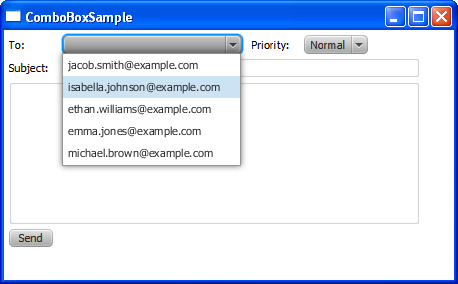 ComboBoxSample
To: Priority: Normal
Subject:
jacob.smith@example.com
isabella.johnson@example.com
ethan.williams@example.com
emma.jones@example.com
michael.brown@example.com
Send